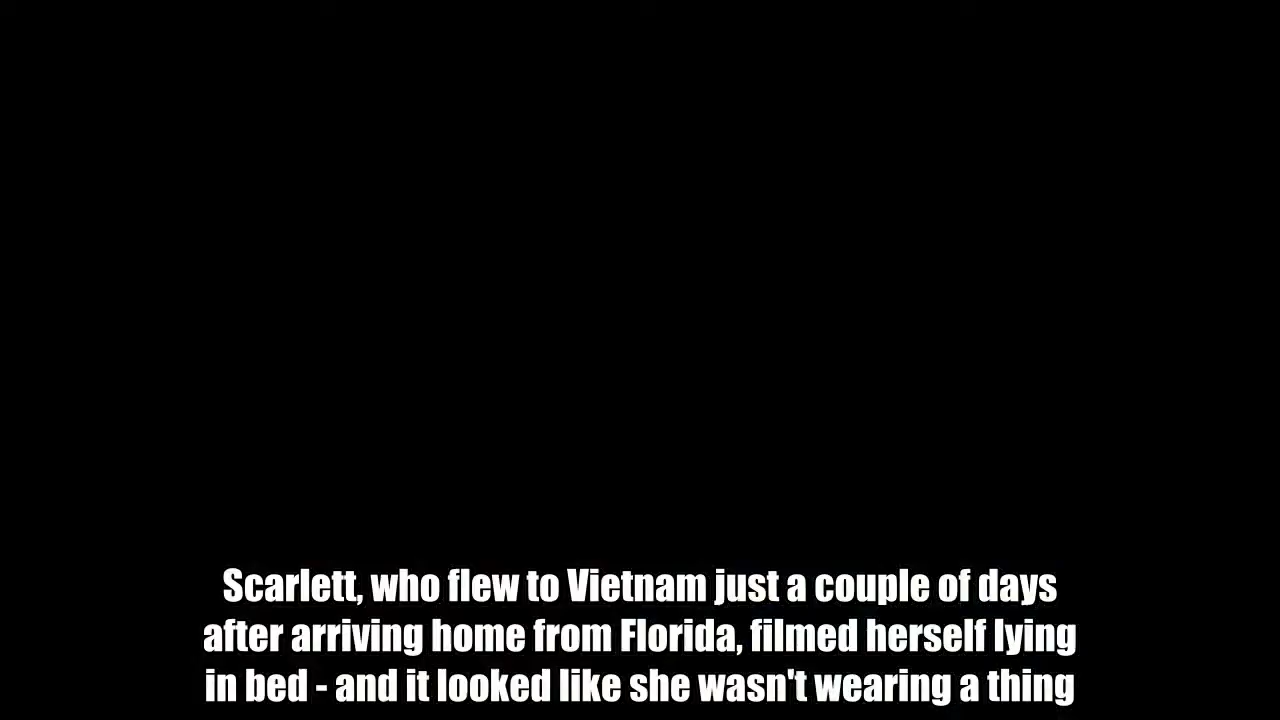 Scarlett, who flew to Vietnam just a couple of days
after arriving home from Florida, filmed herself lying
in bed - and it looked like she wasn't wearing a thing